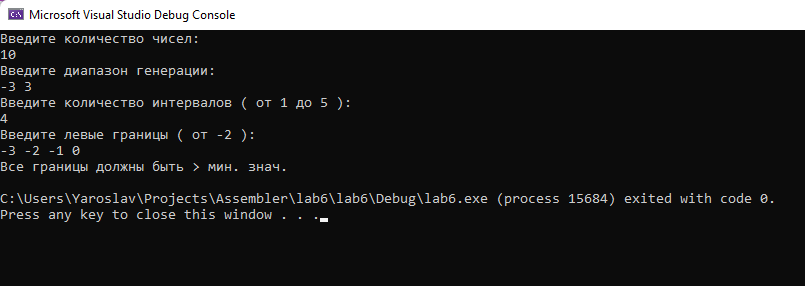 Microsoft Visual Studio Debug Console
Введите количество чисел:
10
Введите диапазон генерации:
-3 3
Введите количество интервалов ( от 1 до 5 ):
4
Введите левые границы ( от -2 ):
-3 -2 -1 0
Все границы должны быть > мин. знач.
C:\Users\Yaroslav\Projects\Assembler\lab6\lab6\Debug\lab6.exe (process 15684) exited with code 0.
Press any key to close this window . . .